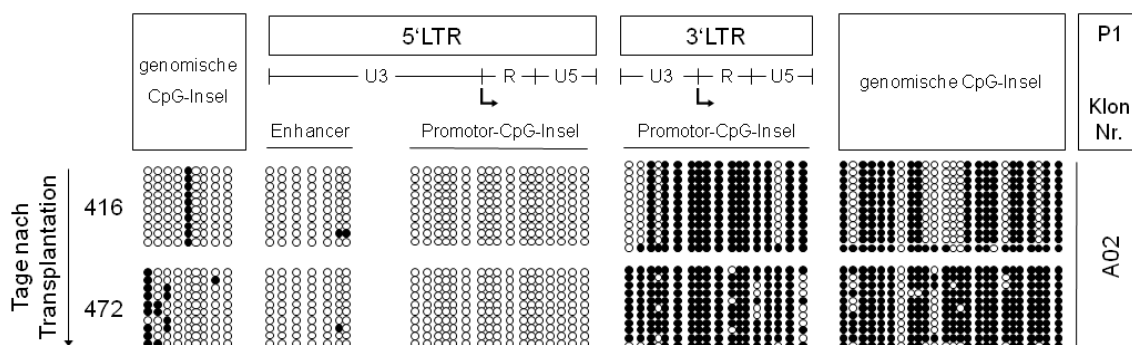 genomische
CpG-Insel
5‘LTR
U3
R
U5
Enhancer
Promotor-CpG-Insel
3‘LTR
U3
R
U5
Promotor-CpG-Insel
genomische CpG-Insel
P1
Klon
Nr.
Tage nach
Transplantation
416
472
A02